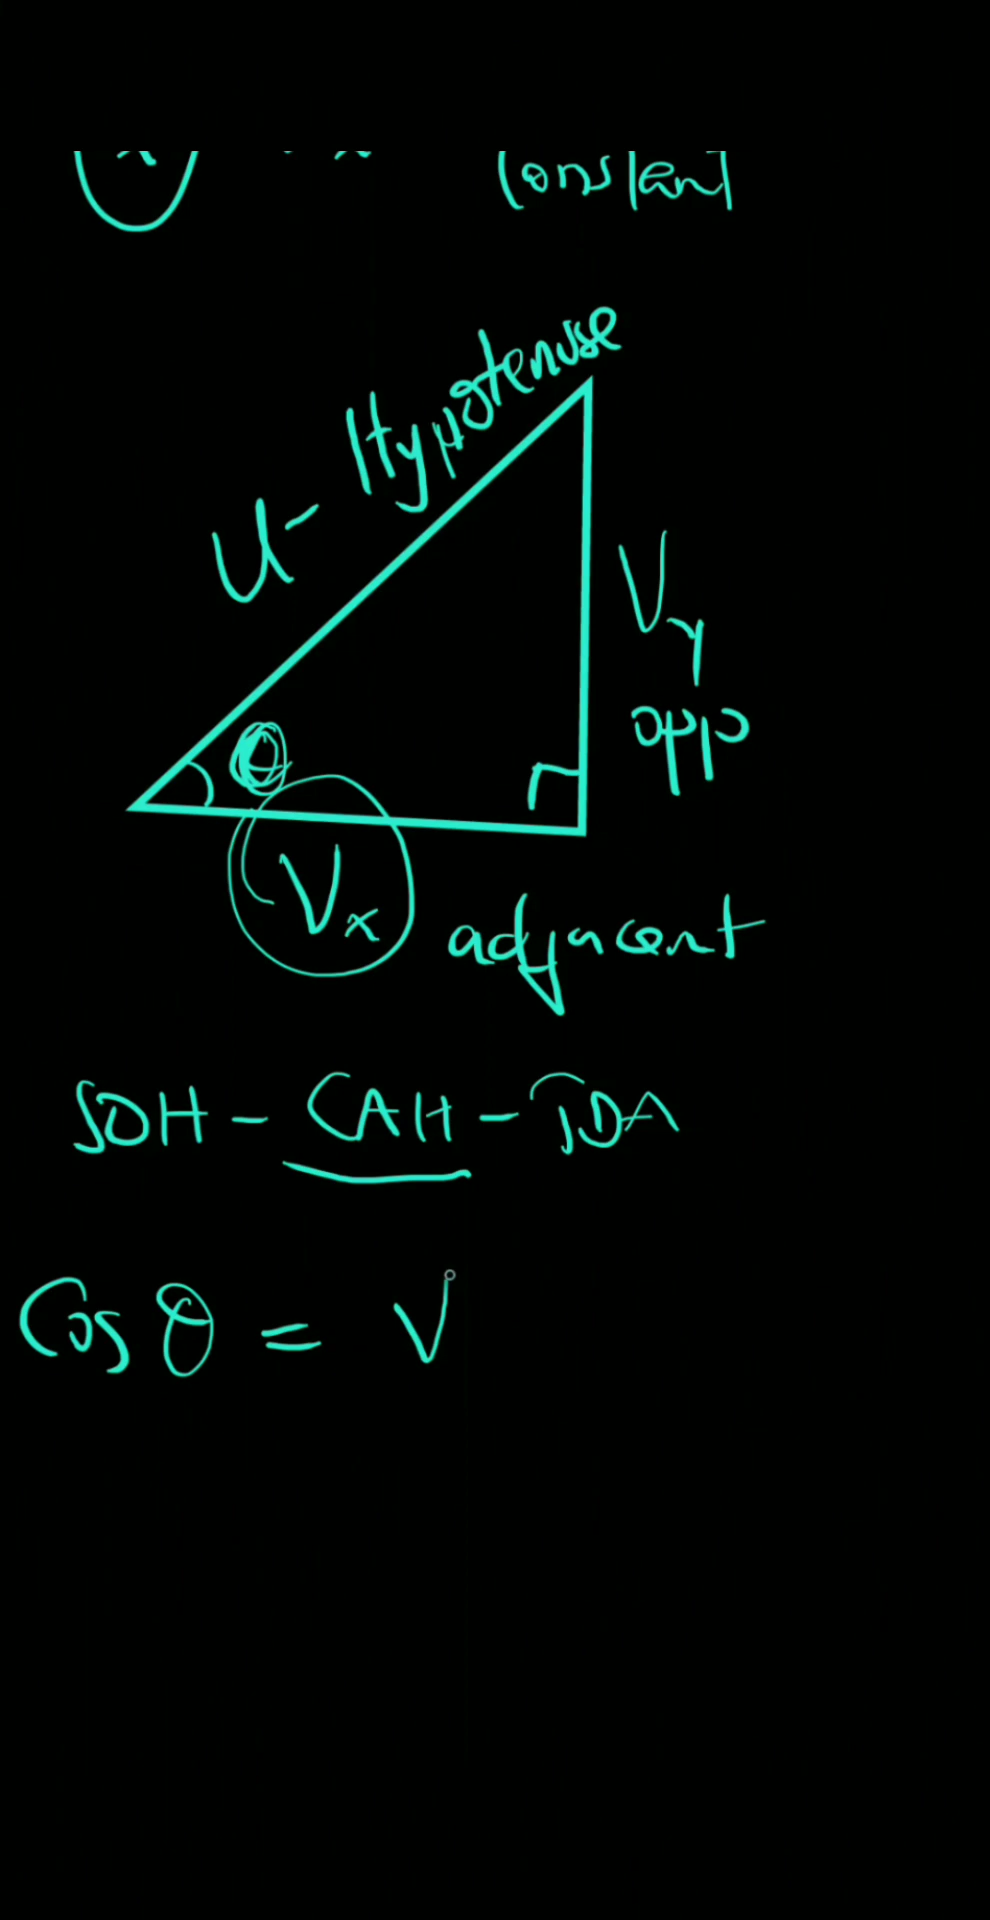 Constant
U- Hypotenuse
Vy
opp
θ
Vx adjacent
SOH - CAH - TOA
Cos θ = V